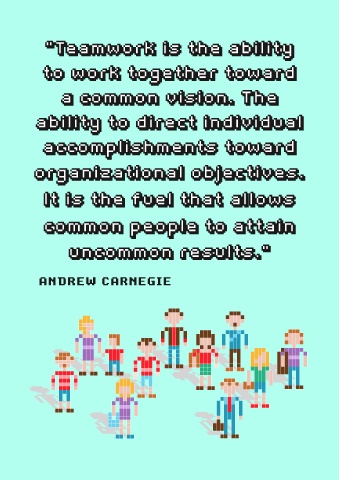 "Teamwork is the ability
to work together toward
a common vision. The
ability to direct individual
accomplishments toward
organizational objectives.
It is the fuel that allows
common people to attain
uncommon results."
ANDREW CARNEGIE